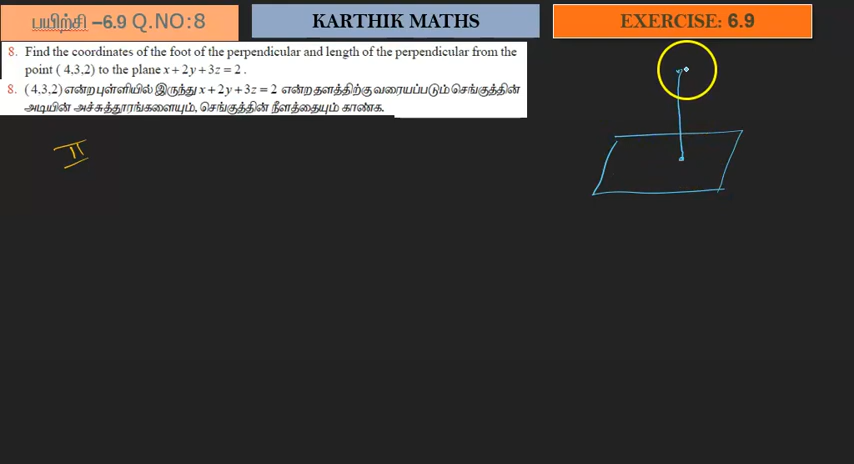 பயிற்சி –6.9 Q.NO:8
KARTHIK MATHS
EXERCISE: 6.9
8. Find the coordinates of the foot of the perpendicular and length of the perpendicular from the
point ( 4,3,2) to the plane x + 2y + 3z = 2 .
8. (4,3,2) என்ற புள்ளியில் இருந்து x + 2y + 3z = 2 என்ற தளத்திற்கு வரையப்படும் செங்குத்தின்
அடியின் அச்சுத்தூரங்களையும், செங்குத்தின் நீளத்தையும் காண்க.
II